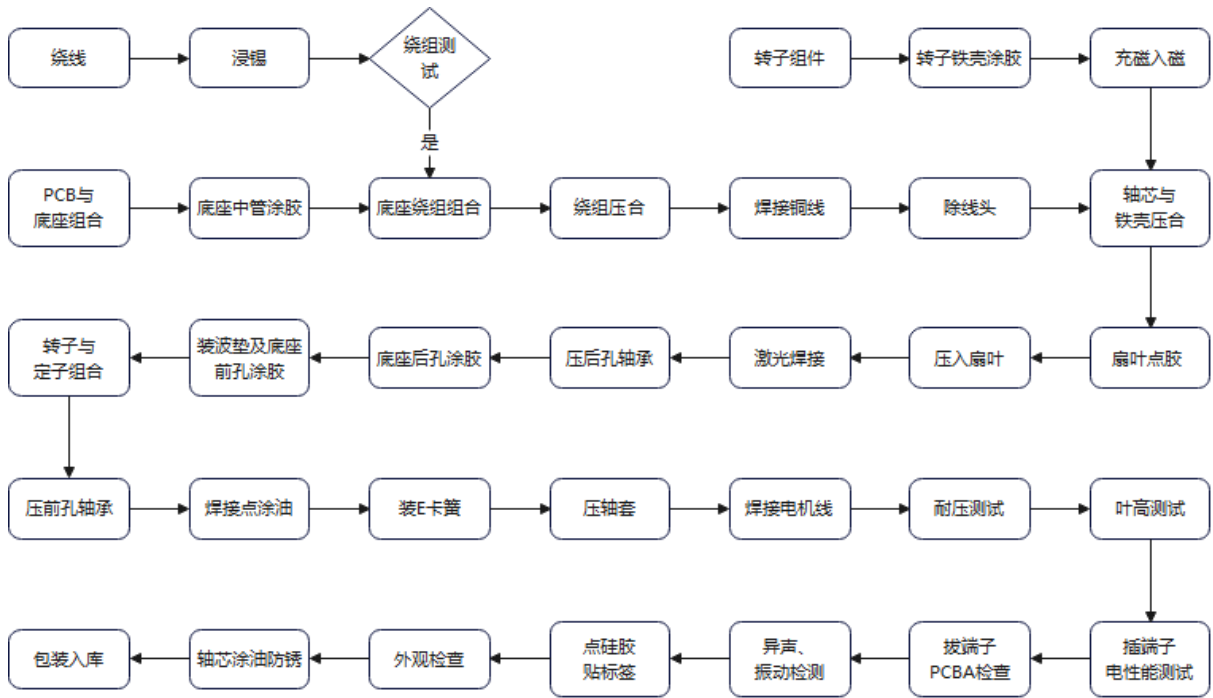 绕线
浸锡
绕组测
试
转子组件
转子铁壳涂胶
充磁入磁
是
PCB与
底座组合
底座中管涂胶
底座绕组组合
绕组压合
焊接铜线
除线头
轴芯与
铁壳压合
转子与
定子组合
装波垫及底座
前孔涂胶
底座后孔涂胶
压后孔轴承
激光焊接
压入扇叶
扇叶点胶
压前孔轴承
焊接点涂油
装E卡簧
压轴套
焊接电机线
耐压测试
叶高测试
包装入库
轴芯涂油防锈
外观检查
点硅胶
贴标签
异声、
振动检测
拔端子
PCBA检查
插端子
电性能测试